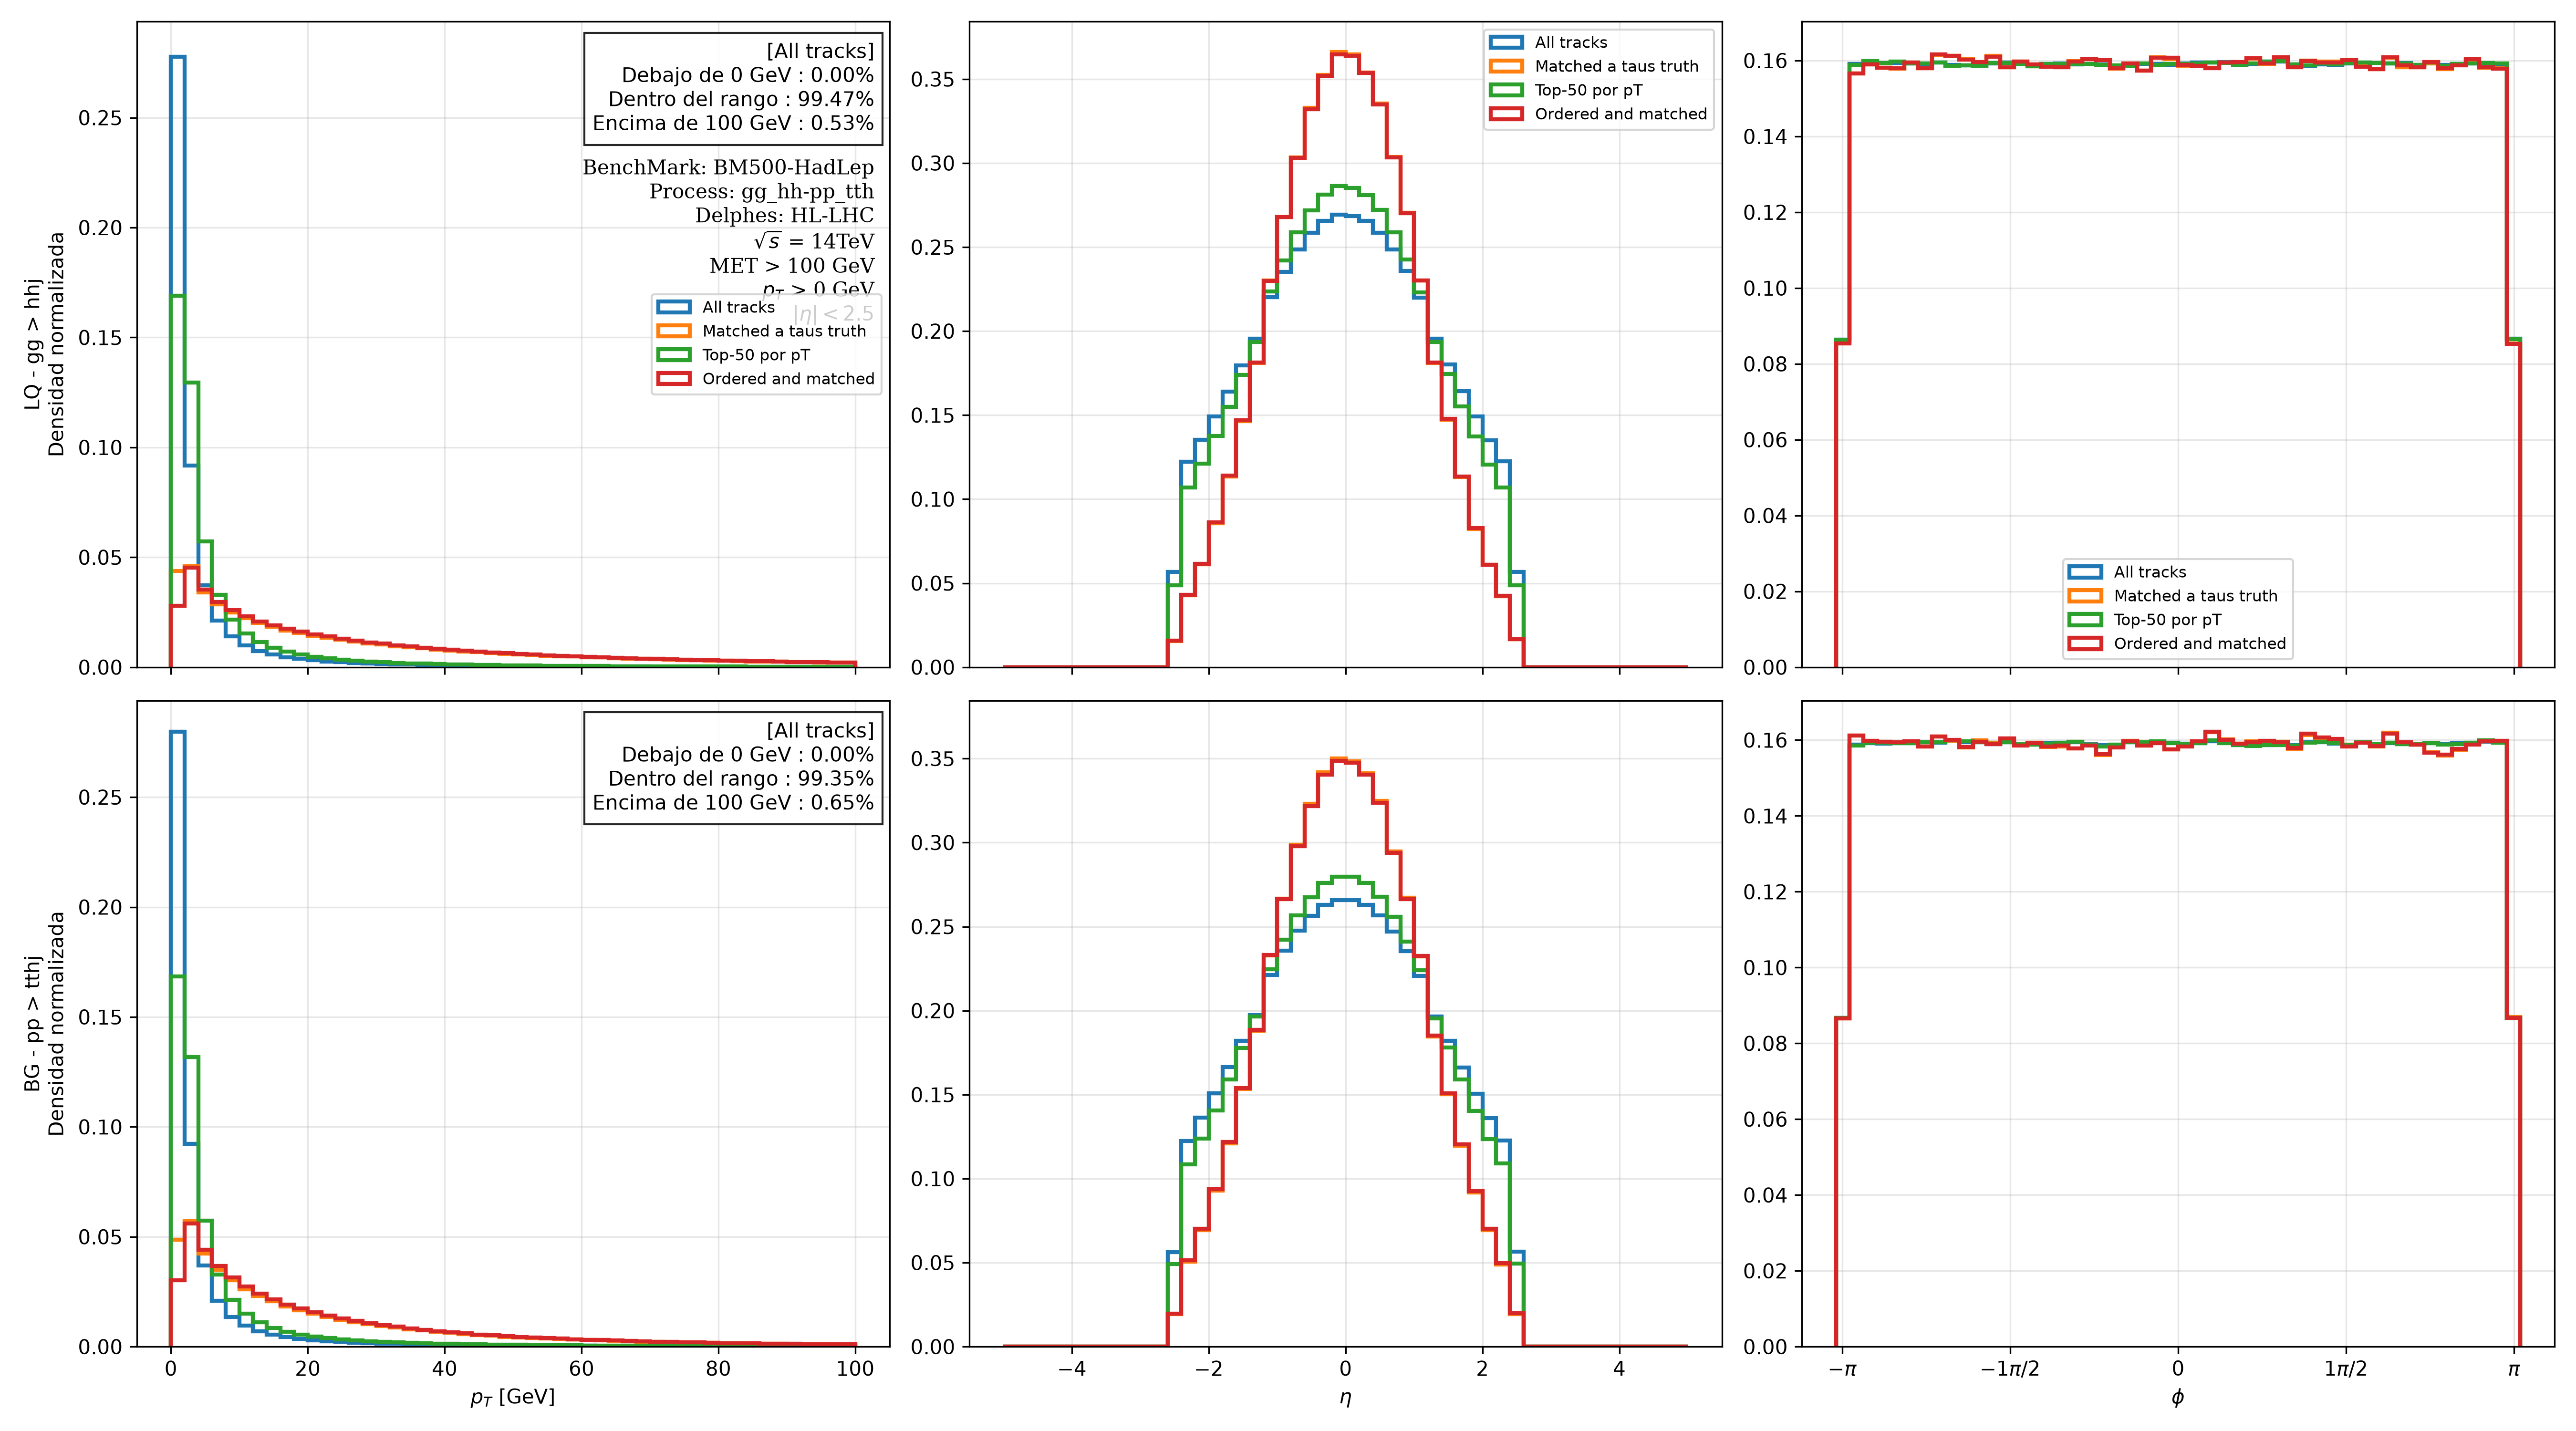 LQ - gg > hhj
Densidad normalizada
0.25
0.20
0.15
0.10
0.05
0.00
[All tracks]
Debajo de 0 GeV : 0.00%
Dentro del rango : 99.47%
Encima de 100 GeV : 0.53%
BenchMark: BM500-HadLep
Process: gg_hh-pp_tth
Delphes: HL-LHC
√s = 14TeV
MET > 100 GeV
p_T > 0 GeV
|η| < 2.5
All tracks
Matched a taus truth
Top-50 por pT
Ordered and matched
0.35
0.30
0.25
0.20
0.15
0.10
0.05
0.00
All tracks
Matched a taus truth
Top-50 por pT
Ordered and matched
0.16
0.14
0.12
0.10
0.08
0.06
0.04
0.02
0.00
All tracks
Matched a taus truth
Top-50 por pT
Ordered and matched
BG - pp > tthj
Densidad normalizada
0.25
0.20
0.15
0.10
0.05
0.00
[All tracks]
Debajo de 0 GeV : 0.00%
Dentro del rango : 99.35%
Encima de 100 GeV : 0.65%
0 20 40 60 80 100
p_T [GeV]
0.35
0.30
0.25
0.20
0.15
0.10
0.05
0.00
−4 −2 0 2 4
η
0.16
0.14
0.12
0.10
0.08
0.06
0.04
0.02
0.00
−π −1π/2 0 1π/2 π
ϕ